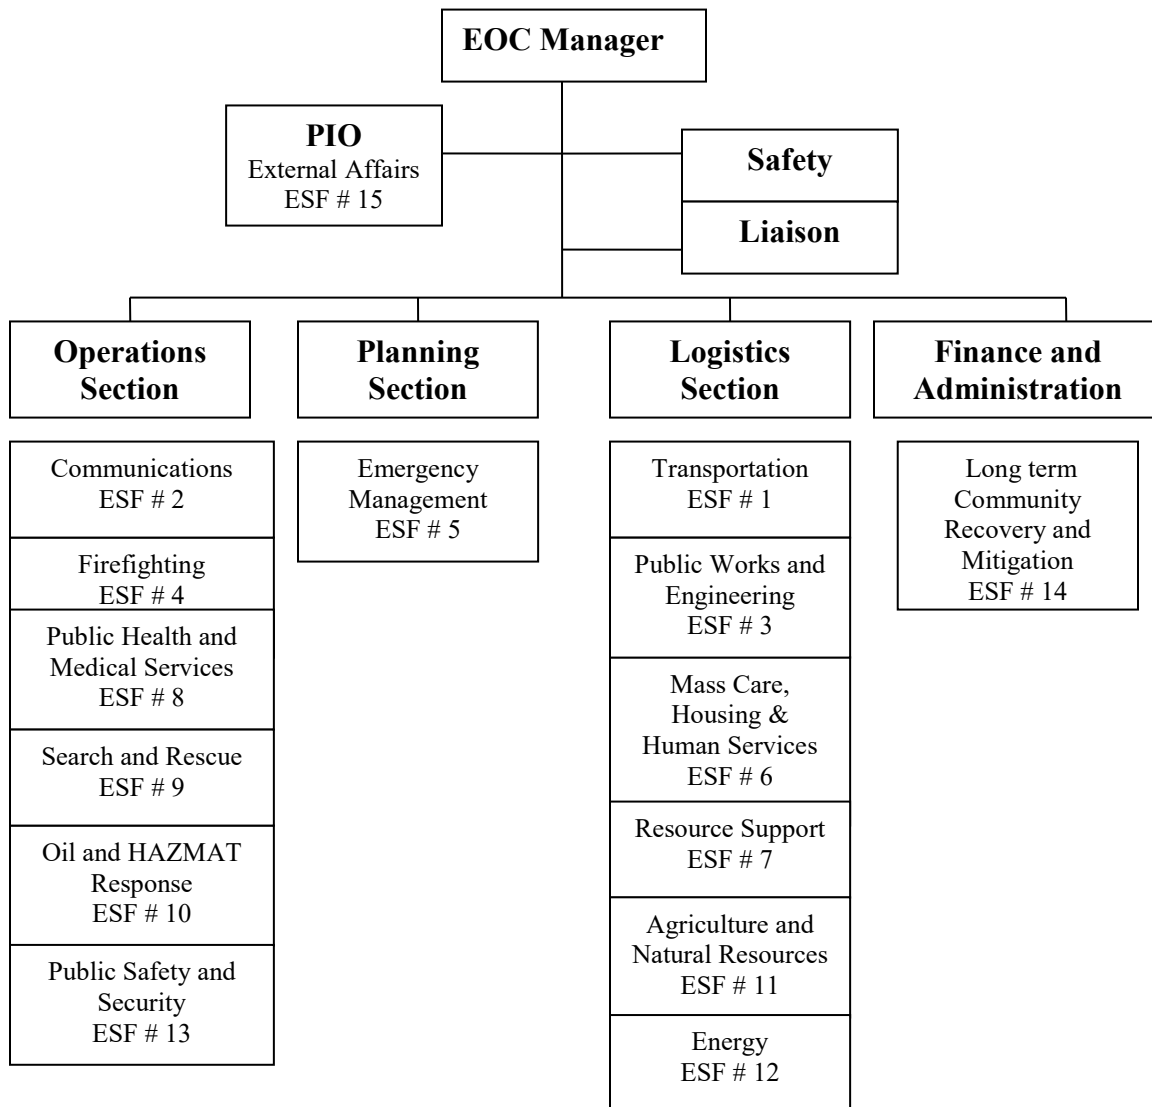 EOC Manager
PIO
External Affairs
ESF # 15
Safety
Liaison
Operations
Section
Planning
Section
Logistics
Section
Finance and
Administration
Communications
ESF # 2
Firefighting
ESF # 4
Public Health and
Medical Services
ESF # 8
Search and Rescue
ESF # 9
Oil and HAZMAT
Response
ESF # 10
Public Safety and
Security
ESF # 13
Emergency
Management
ESF # 5
Transportation
ESF # 1
Public Works and
Engineering
ESF # 3
Mass Care,
Housing &
Human Services
ESF # 6
Resource Support
ESF # 7
Agriculture and
Natural Resources
ESF # 11
Energy
ESF # 12
Long term
Community
Recovery and
Mitigation
ESF # 14